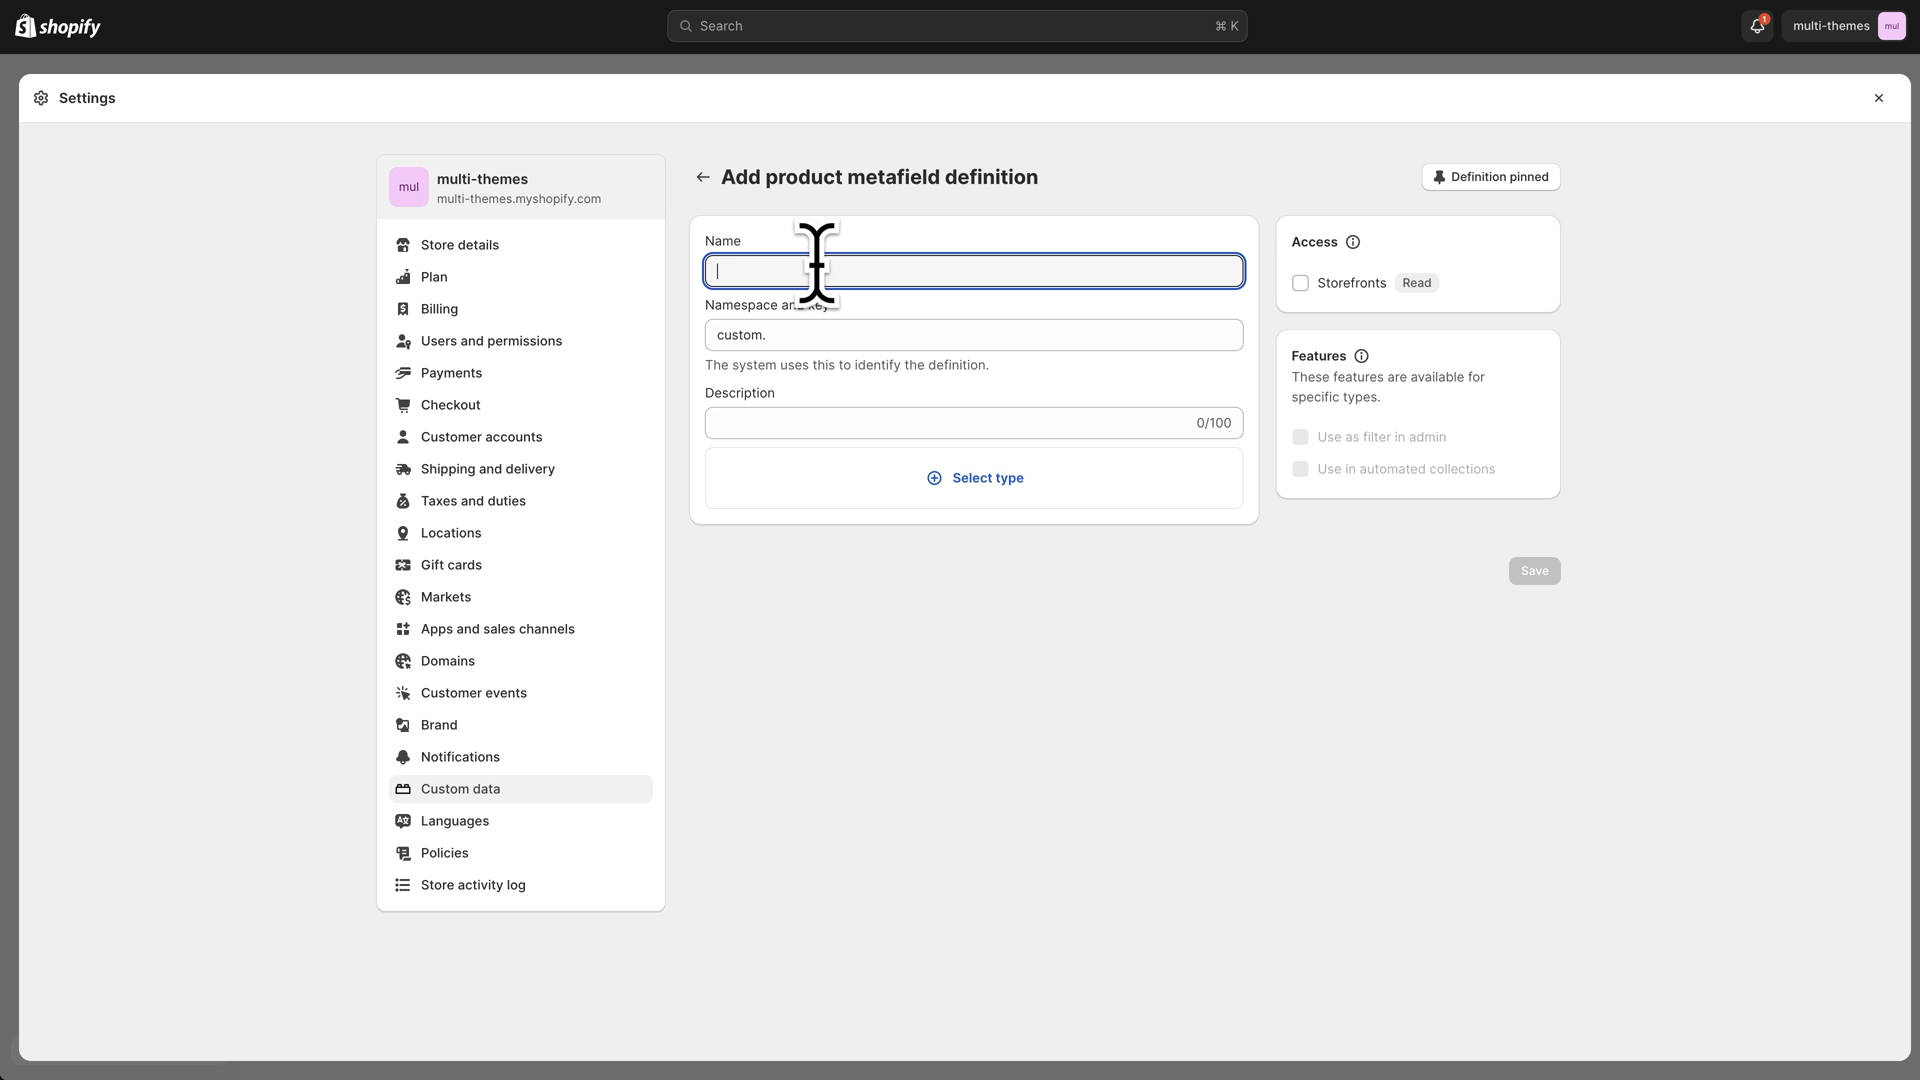 shopify
Search
⌘ K
1
multi-themes
mul
Settings
mul
multi-themes
multi-themes.myshopify.com
Store details
Plan
Billing
Users and permissions
Payments
Checkout
Customer accounts
Shipping and delivery
Taxes and duties
Locations
Gift cards
Markets
Apps and sales channels
Domains
Customer events
Brand
Notifications
Custom data
Languages
Policies
Store activity log
Add product metafield definition
Definition pinned
Name
Namespace and key
custom.
The system uses this to identify the definition.
Description
0/100
Select type
Access
Storefronts
Read
Features
These features are available for
specific types.
Use as filter in admin
Use in automated collections
Save